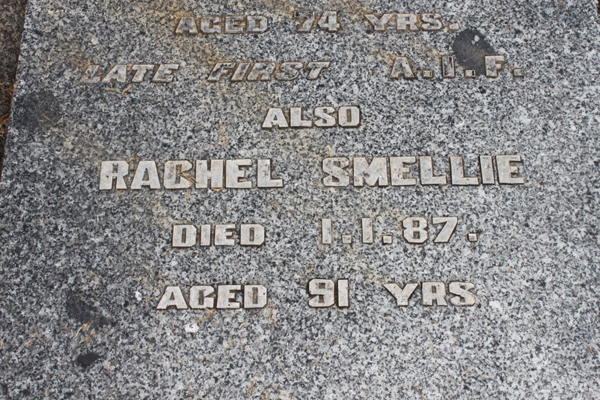 AGED 74 YRS.
LATE FIRST A.I.F.
ALSO
RACHEL SMELLIE
DIED 1.1.87.
AGED 91 YRS.